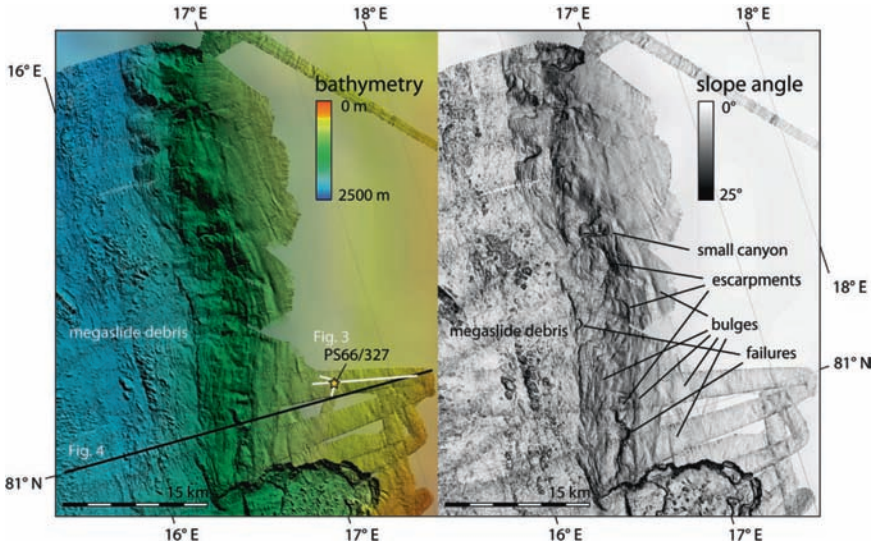 17° E
18° E
17° E
18° E
16° E
bathymetry
0 m
2500 m
slope angle
0°
25°
small canyon
escarpments
18° E
bulges
megaslide debris
Fig. 3
PS66/327
megaslide debris
failures
81° N
Fig. 4
81° N
15 km
15 km
16° E
17° E
16° E
17° E